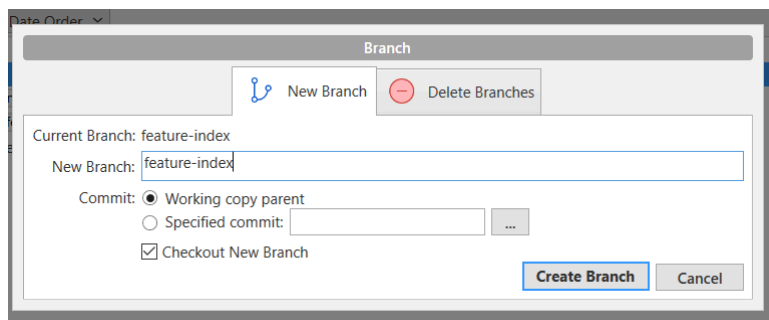 Date Order
Branch
New Branch
Delete Branches
Current Branch: feature-index
New Branch: feature-index
Commit: Working copy parent
Specified commit: ...
Checkout New Branch
Create Branch
Cancel